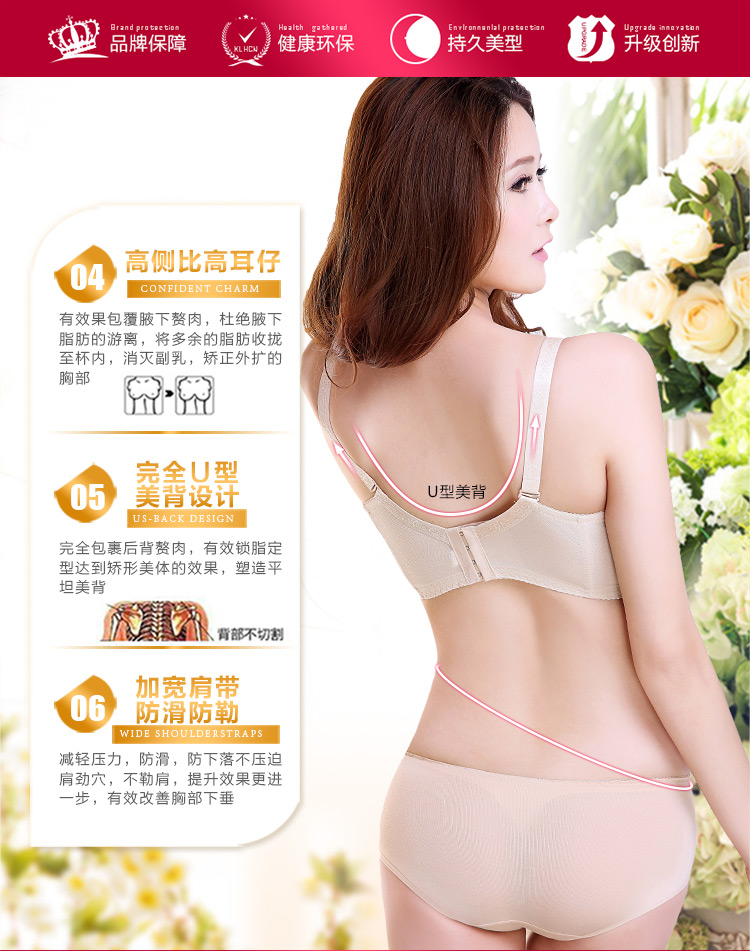 Brand protection
品牌保障
KLHCN
Health gathered
健康环保
Environmental protection
持久美型
UPGRADE
Upgrade innovation
升级创新
04
高侧比高耳仔
CONFIDENT CHARM
有效果包覆腋下赘肉，杜绝腋下
脂肪的游离，将多余的脂肪收拢
至杯内，消灭副乳，矫正外扩的
胸部
05
完全U型
美背设计
US-BACK DESIGN
完全包裹后背赘肉，有效锁脂定
型达到矫形美体的效果，塑造平
坦美背
背部不切割
06
加宽肩带
防滑防勒
WIDE SHOULDERSTRAPS
减轻压力，防滑，防下落不压迫
肩劲穴，不勒肩，提升效果更进
一步，有效改善胸部下垂
U型美背